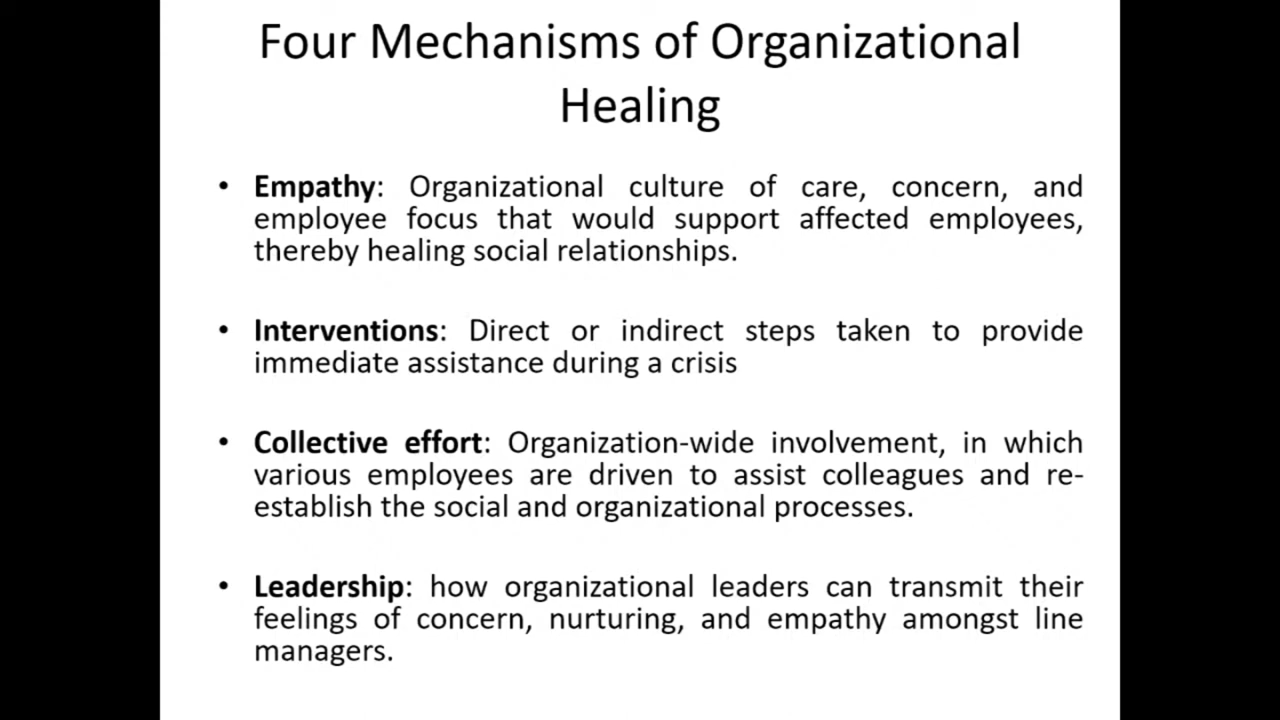 Four Mechanisms of Organizational
Healing
• Empathy: Organizational culture of care, concern, and
employee focus that would support affected employees,
thereby healing social relationships.
• Interventions: Direct or indirect steps taken to provide
immediate assistance during a crisis
• Collective effort: Organization-wide involvement, in which
various employees are driven to assist colleagues and re-
establish the social and organizational processes.
• Leadership: how organizational leaders can transmit their
feelings of concern, nurturing, and empathy amongst line
managers.